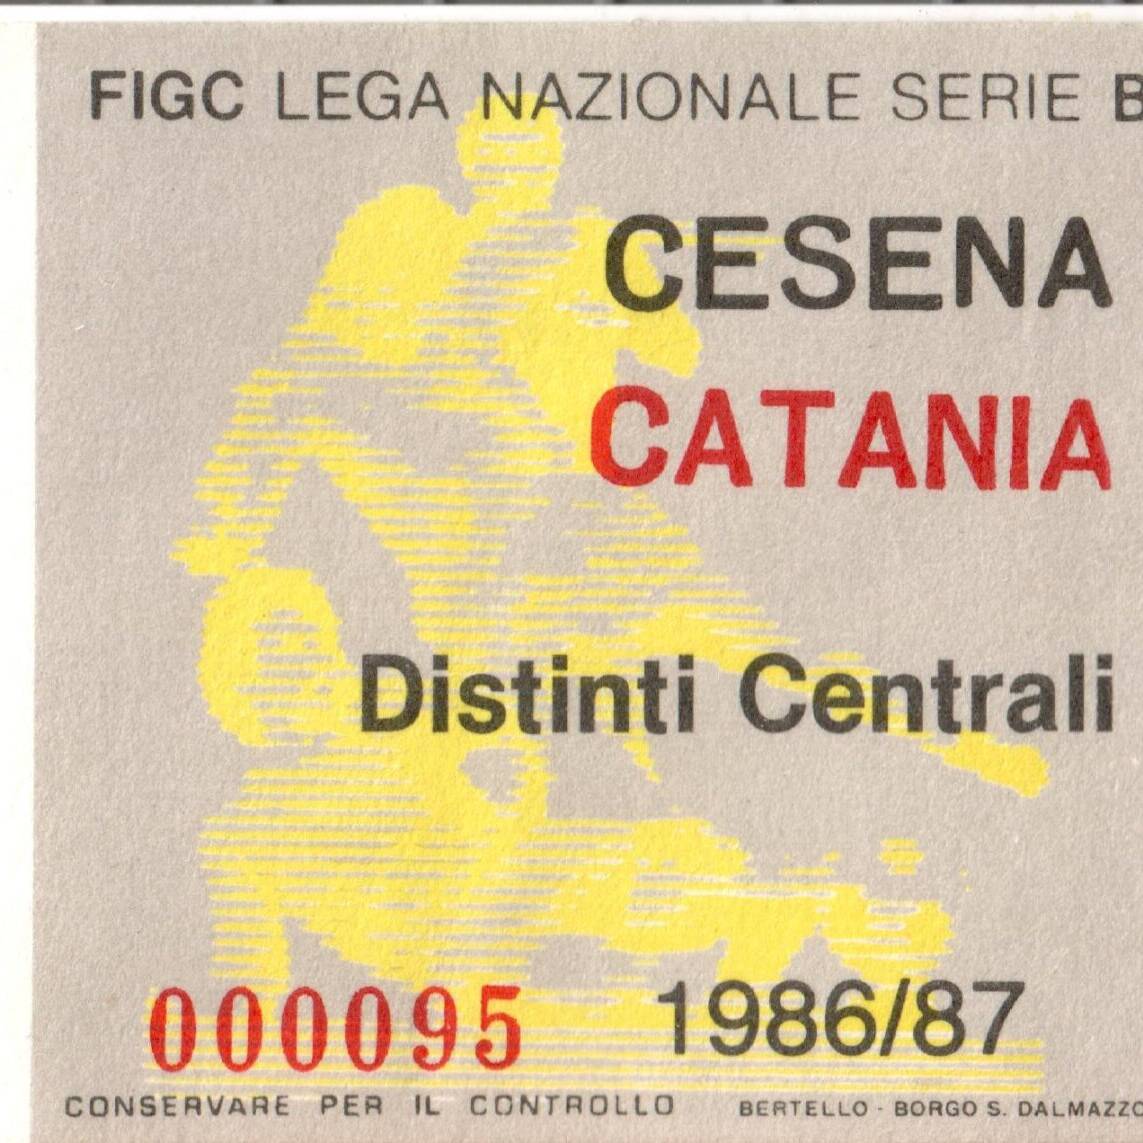 FIGC LEGA NAZIONALE SERIE B
CESENA
CATANIA
Distinti Centrali
000095 1986/87
CONSERVARE PER IL CONTROLLO BERTELLO - BORGO S. DALMAZZO